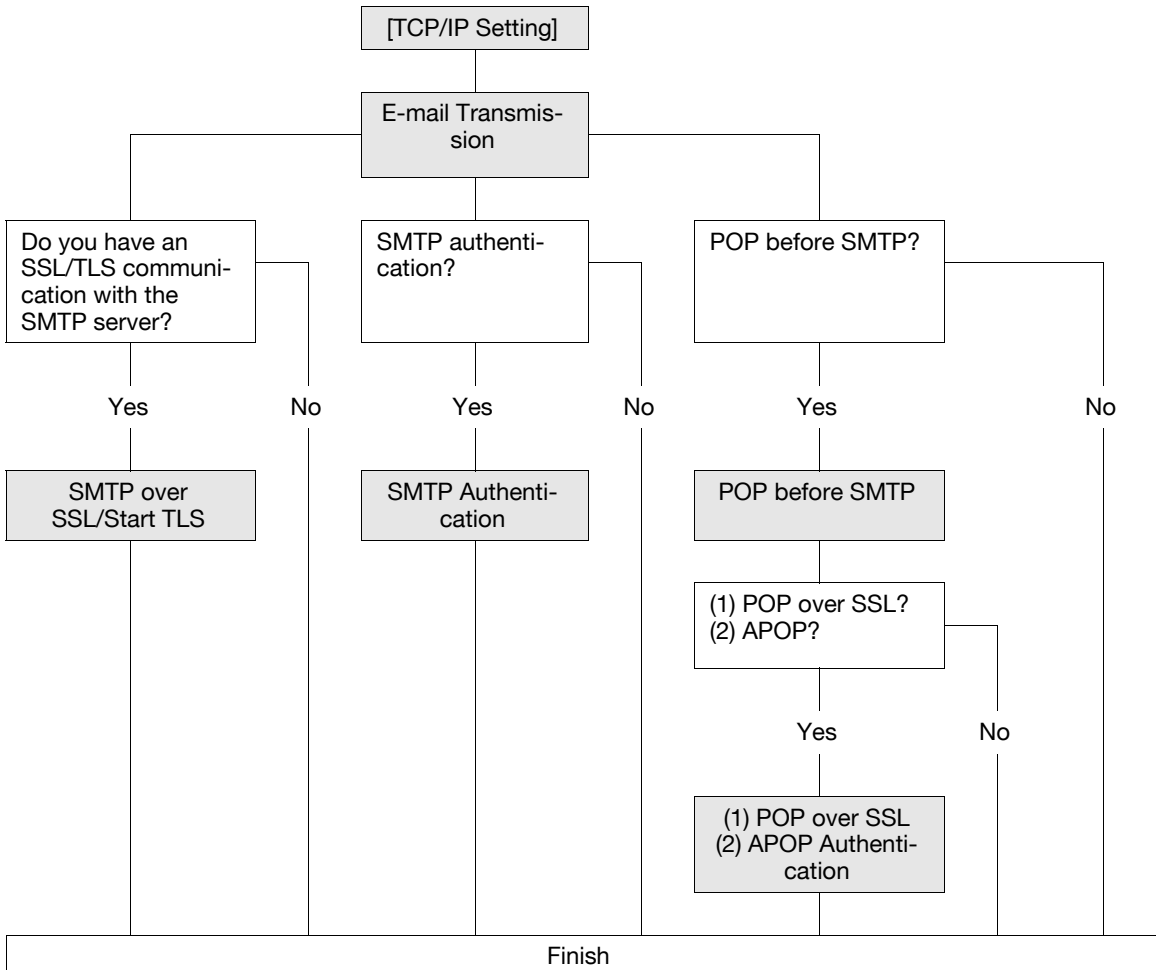 [TCP/IP Setting]
E-mail Transmis-
sion
Do you have an
SSL/TLS communi-
cation with the
SMTP server?
SMTP authenti-
cation?
POP before SMTP?
Yes
No
Yes
No
Yes
No
SMTP over
SSL/Start TLS
SMTP Authenti-
cation
POP before SMTP
(1) POP over SSL?
(2) APOP?
Yes
No
(1) POP over SSL
(2) APOP Authenti-
cation
Finish